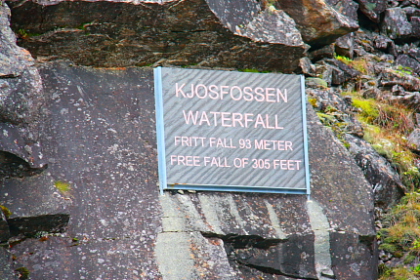 KJOSFOSSEN
WATERFALL
FRITT FALL 93 METER
FREE FALL OF 305 FEET